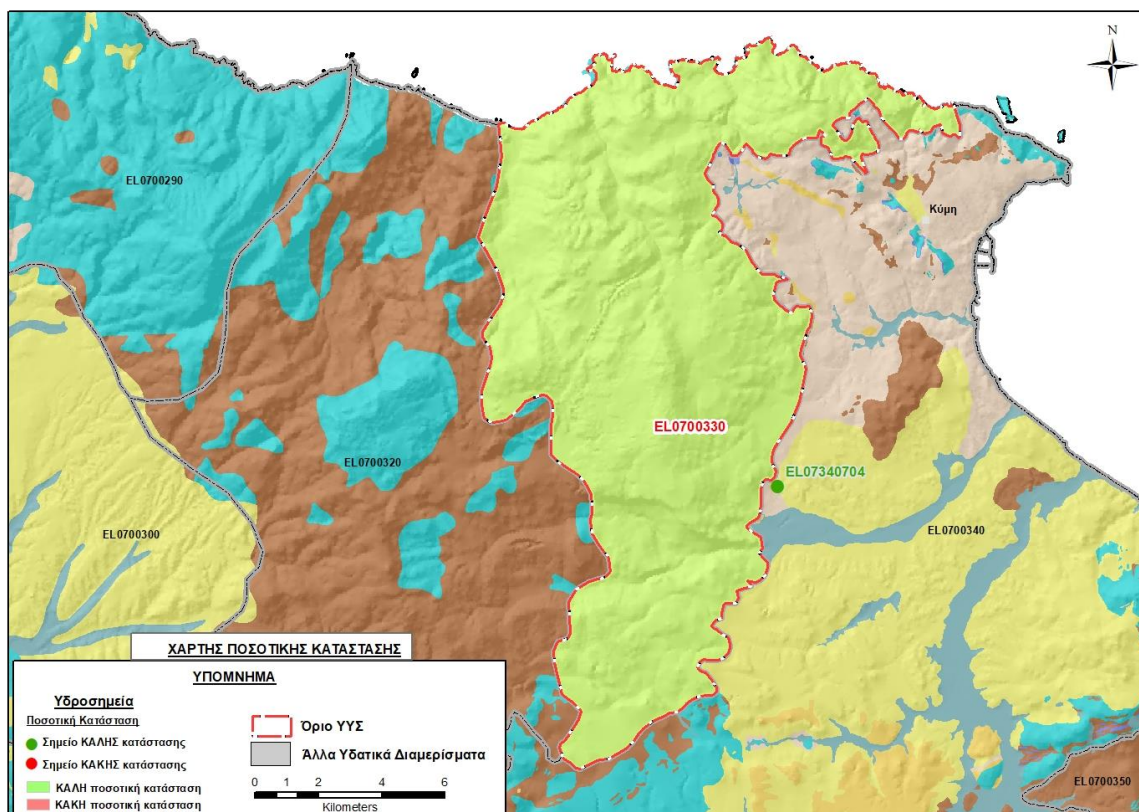 N
EL0700290
Κύμη
EL0700330
EL0700320
EL07340704
EL0700300
EL0700340
ΧΑΡΤΗΣ ΠΟΣΟΤΙΚΗΣ ΚΑΤΑΣΤΑΣΗΣ
ΥΠΟΜΝΗΜΑ
Υδροσημεία
Ποσοτική Κατάσταση
Σημείο ΚΑΛΗΣ κατάστασης
Σημείο ΚΑΚΗΣ κατάστασης
ΚΑΛΗ ποσοτική κατάσταση
ΚΑΚΗ ποσοτική κατάσταση
Όριο ΥΥΣ
Άλλα Υδατικά Διαμερίσματα
0 1 2 4 6
Kilometers
EL0700350